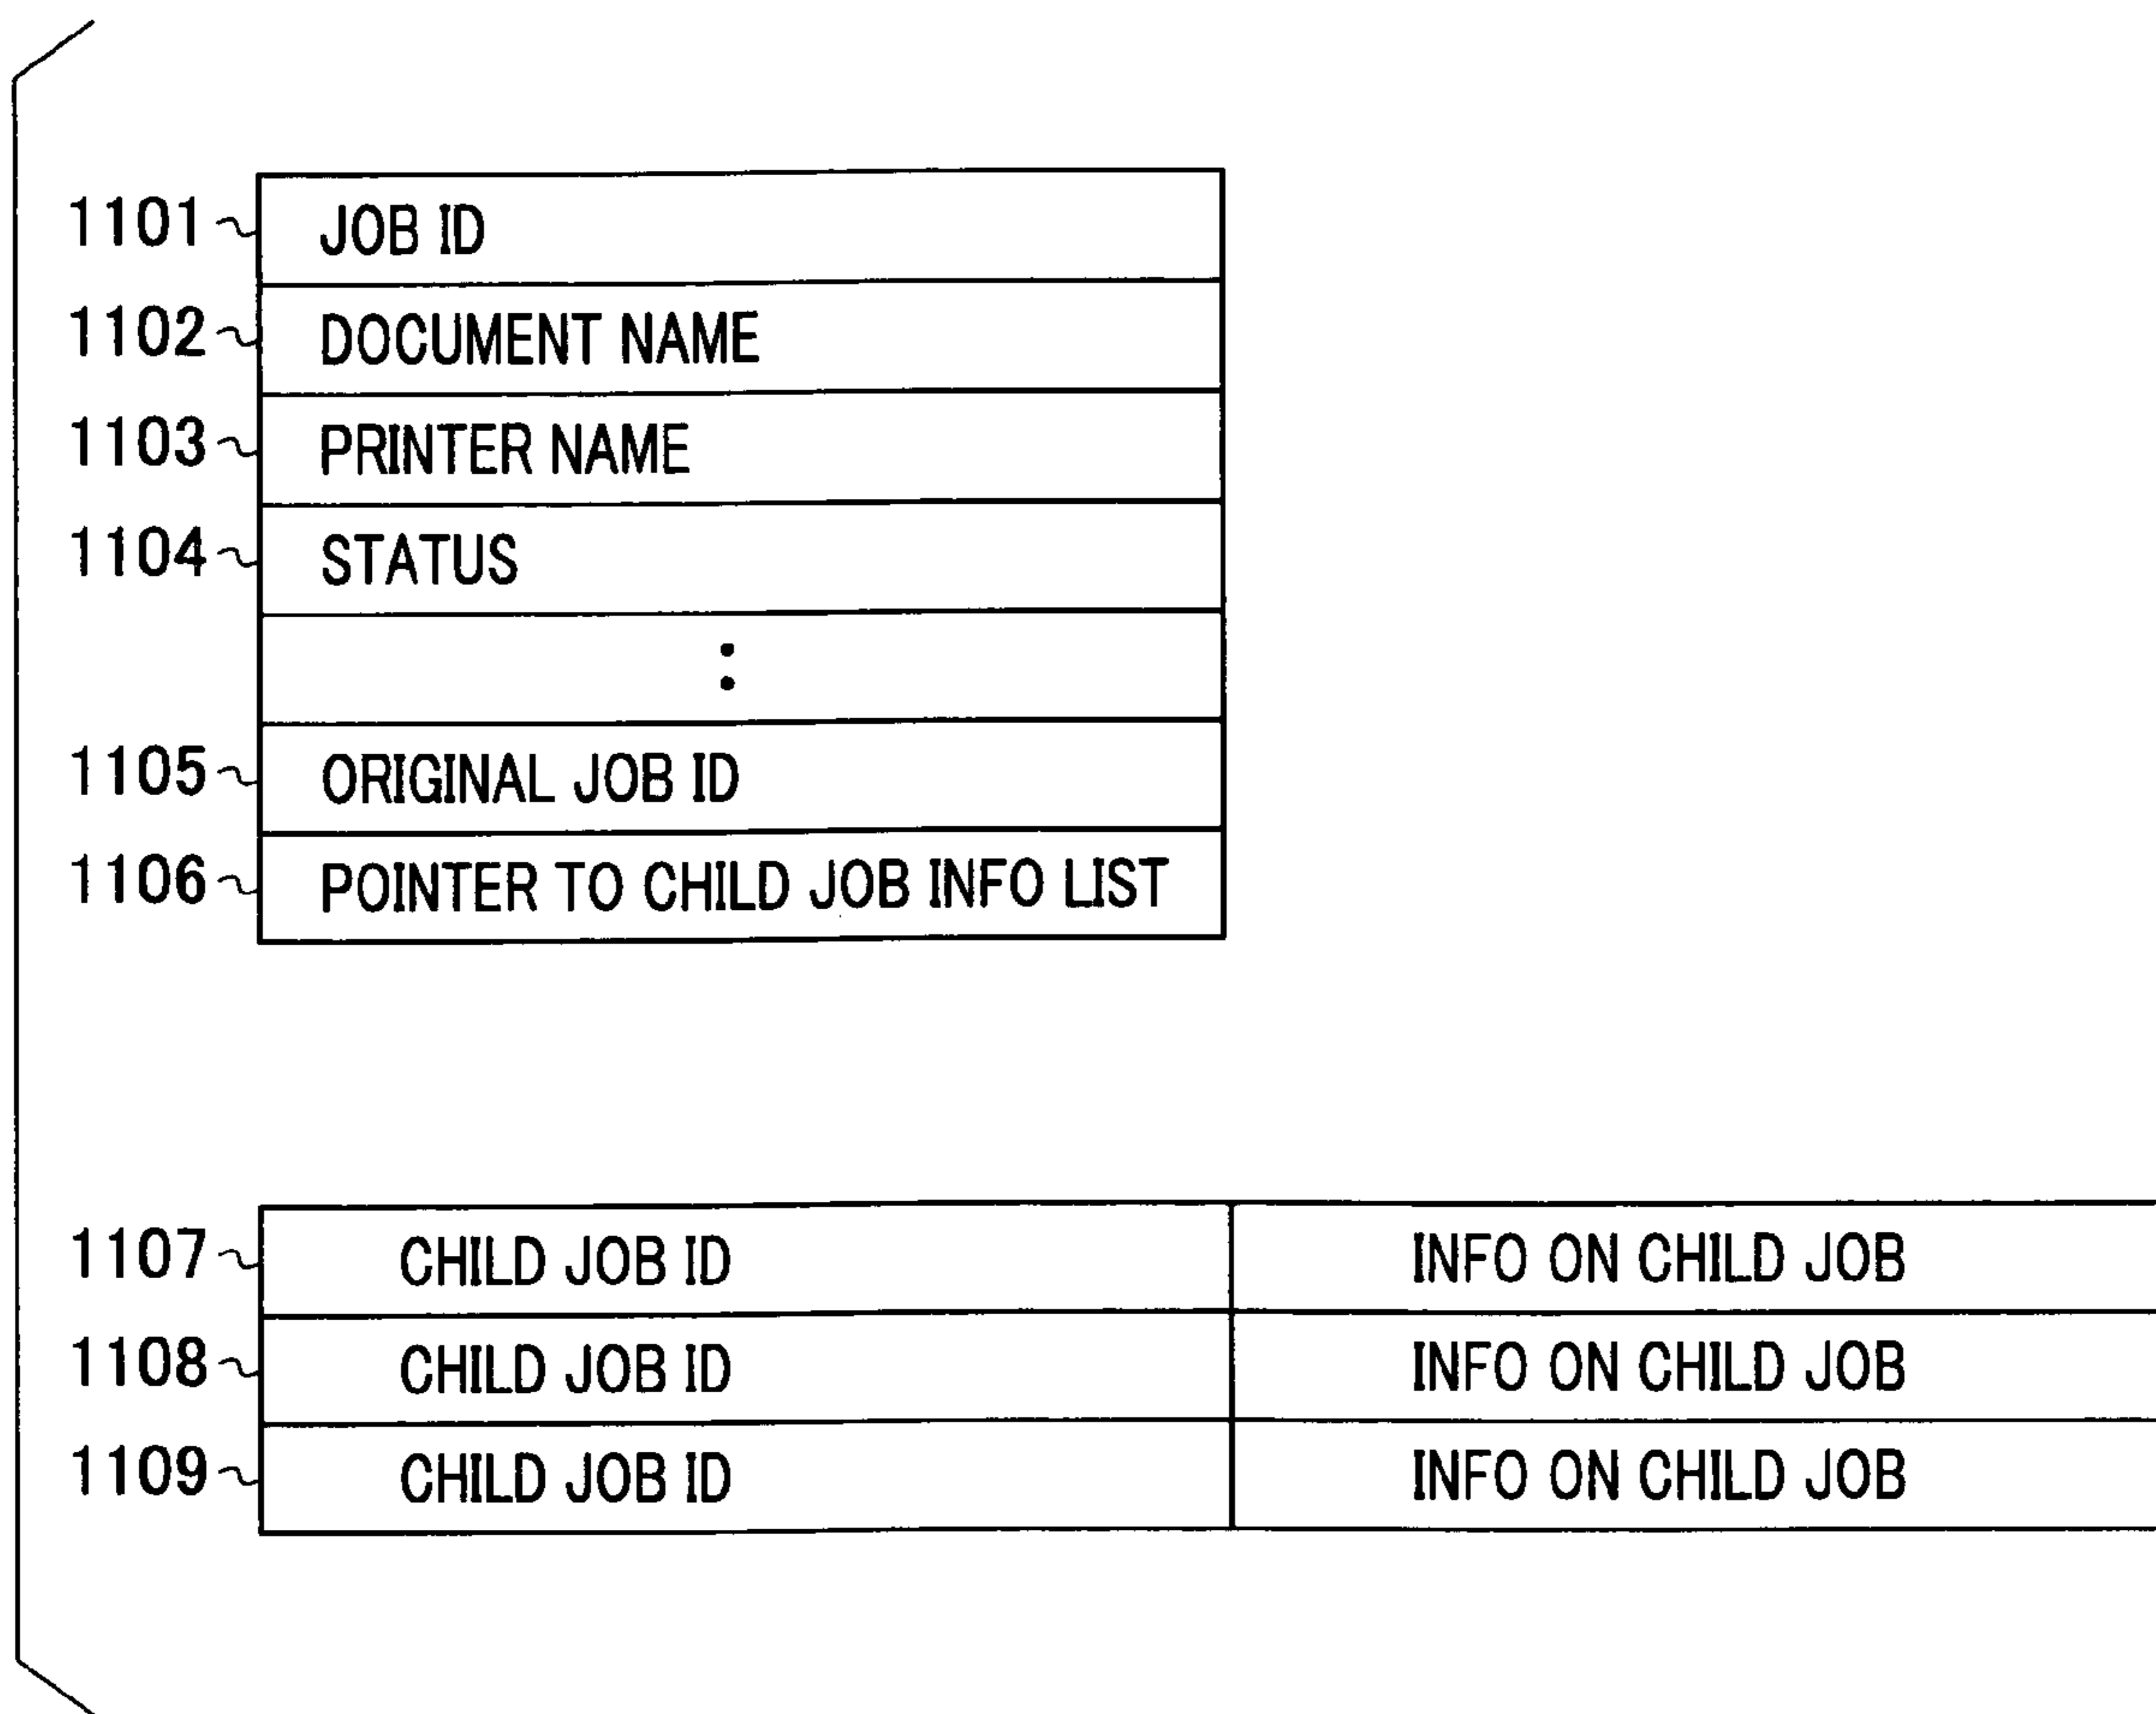 1101 JOB ID
1102 DOCUMENT NAME
1103 PRINTER NAME
1104 STATUS
:
1105 ORIGINAL JOB ID
1106 POINTER TO CHILD JOB INFO LIST
1107 CHILD JOB ID INFO ON CHILD JOB
1108 CHILD JOB ID INFO ON CHILD JOB
1109 CHILD JOB ID INFO ON CHILD JOB